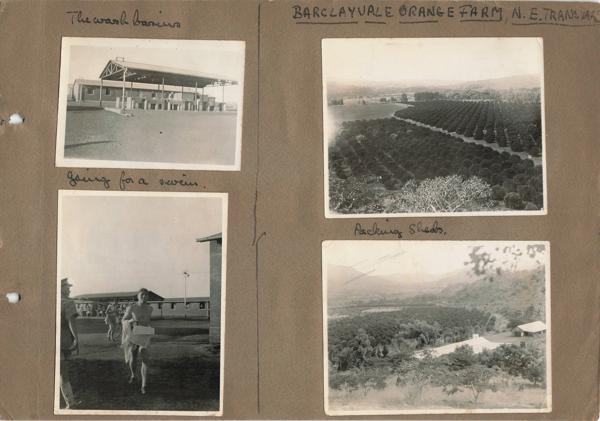 The wash basins
going for a swim.
BARCLAYVALE ORANGE FARM, N.E. TRANSVAAL
Packing Sheds.